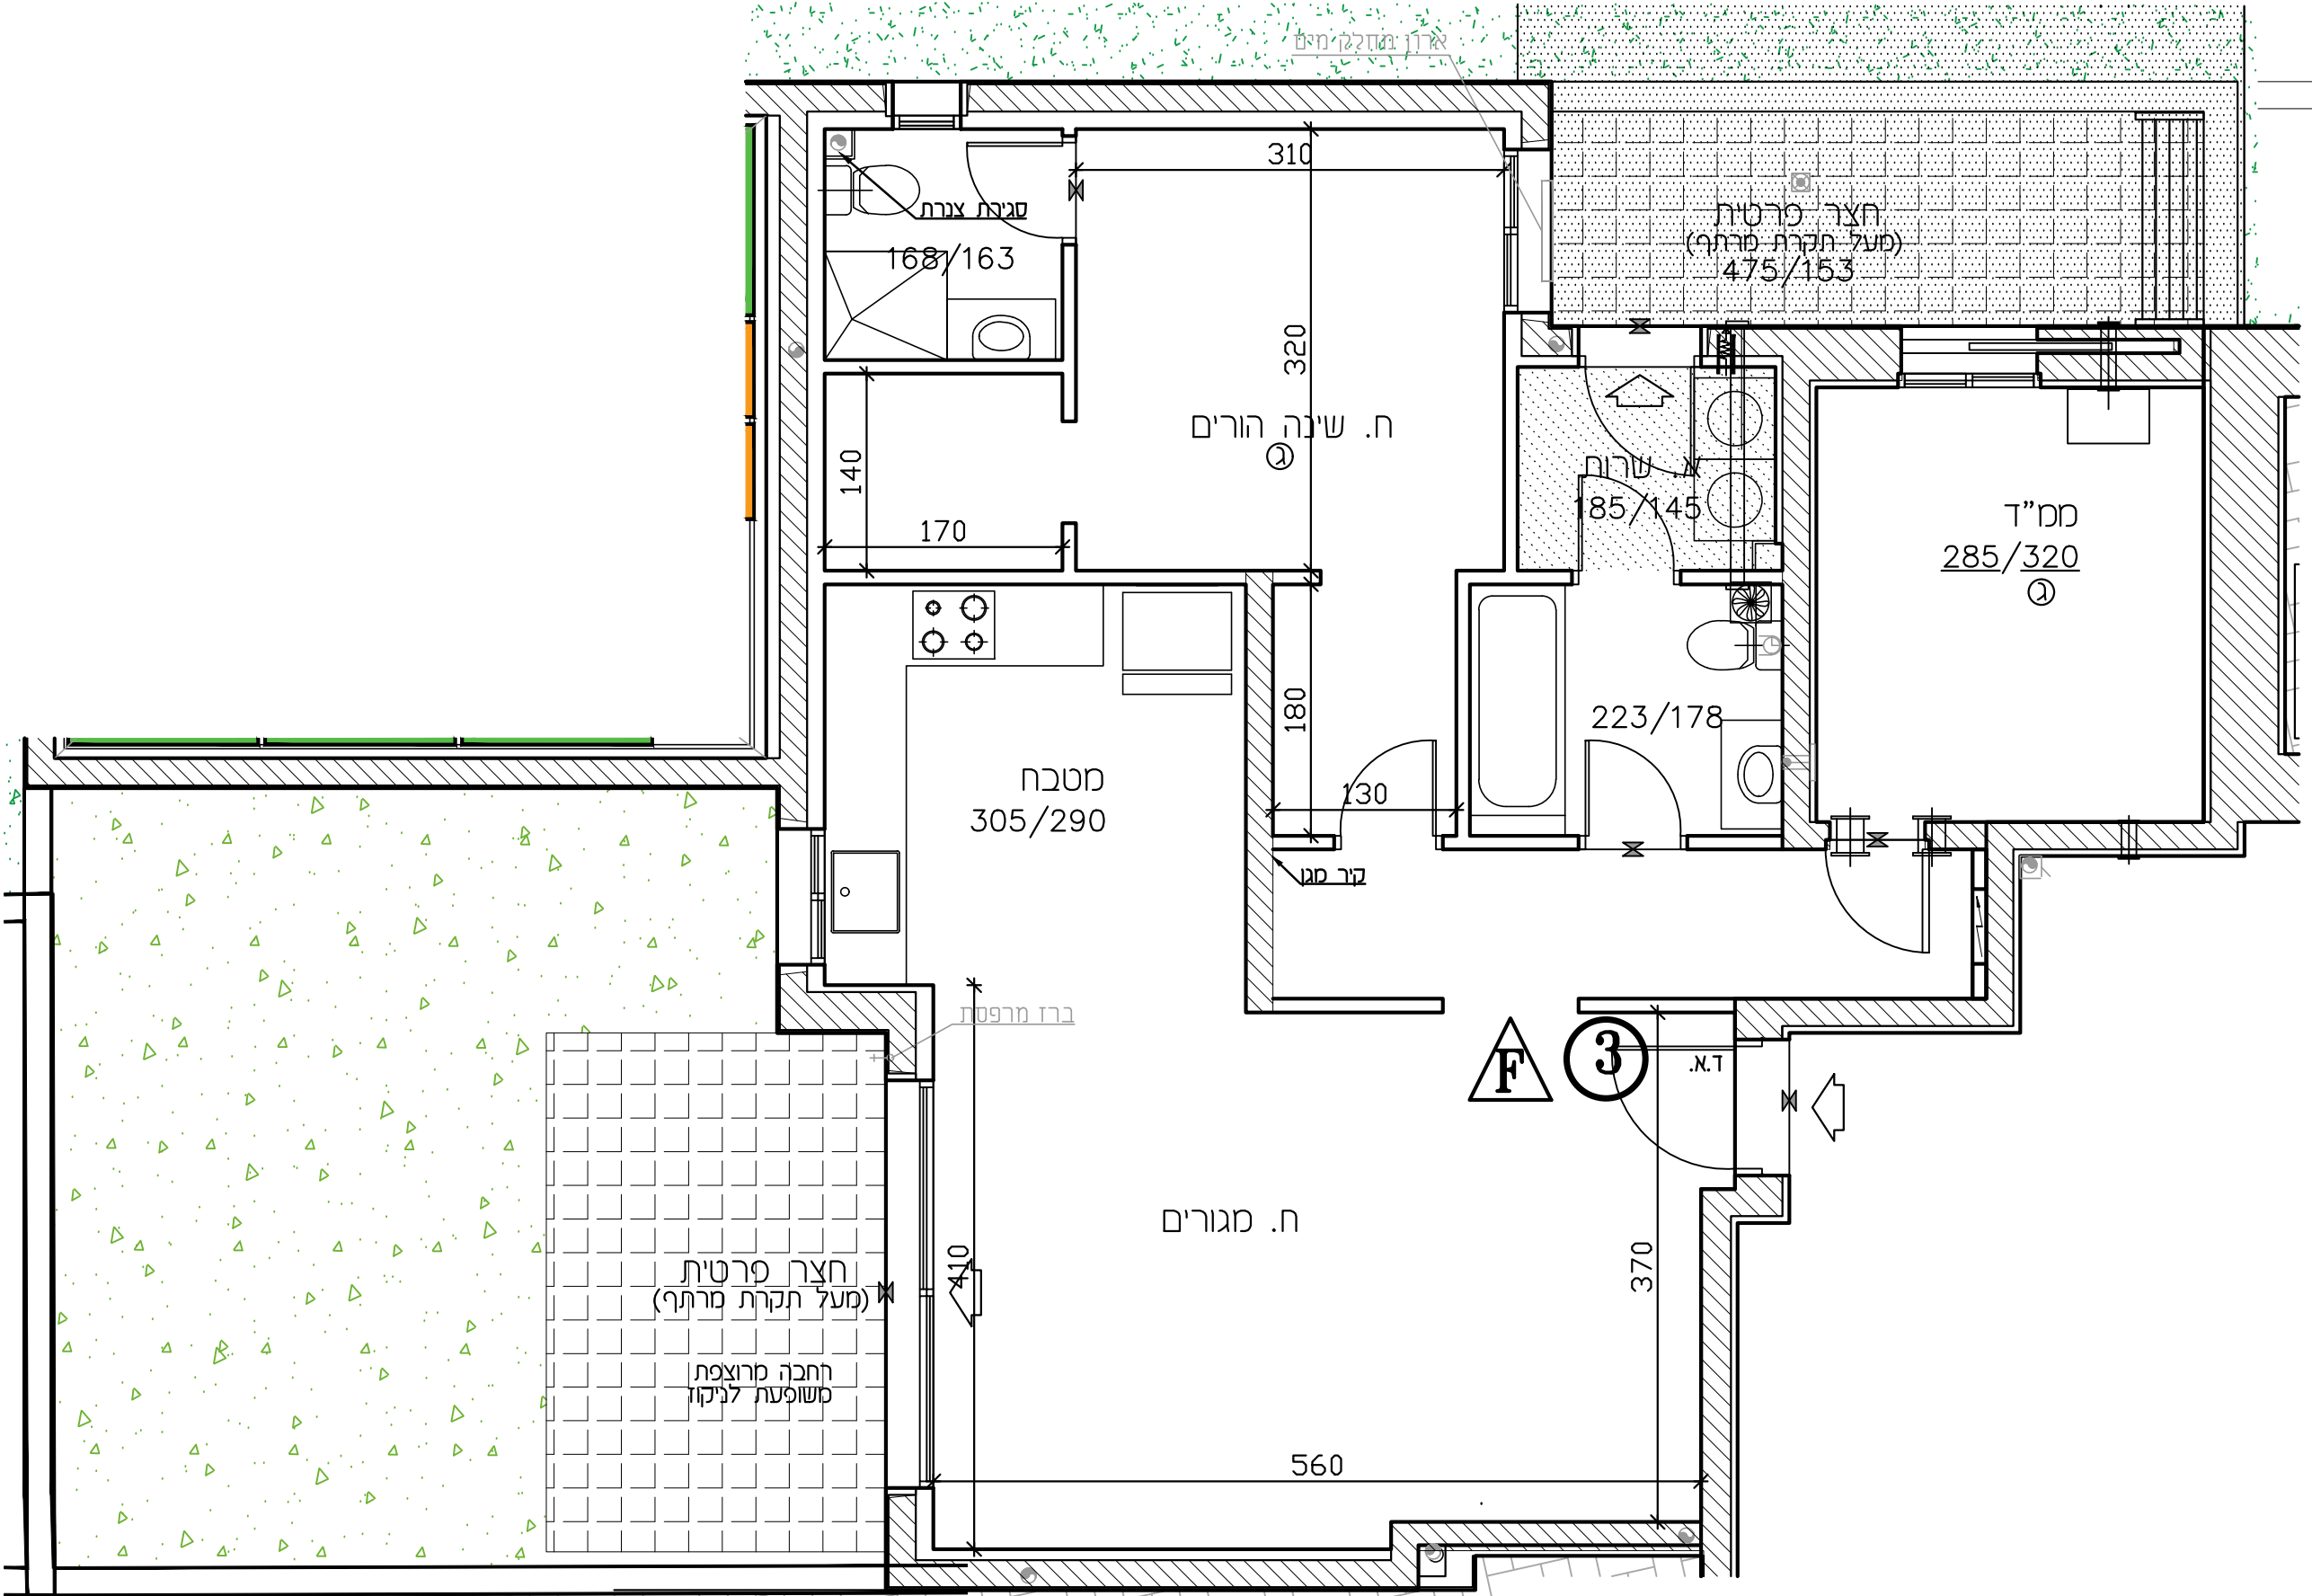 ארון מחלק מים
310
סגירת צנרת
168/163
חצר פרטית
(מעל תקרת מרתף)
475/153
320
ח. שינה הורים
ג
140
170
א. שרות
185/145
ממ"ד
285/320
ג
180
223/178
מטבח
305/290
130
קיר מגן
ברז מרפסת
F
3
ד.א.
ח. מגורים
410
370
חצר פרטית
(מעל תקרת מרתף)
רחבה מרוצפת
משופעת לניקוז
560